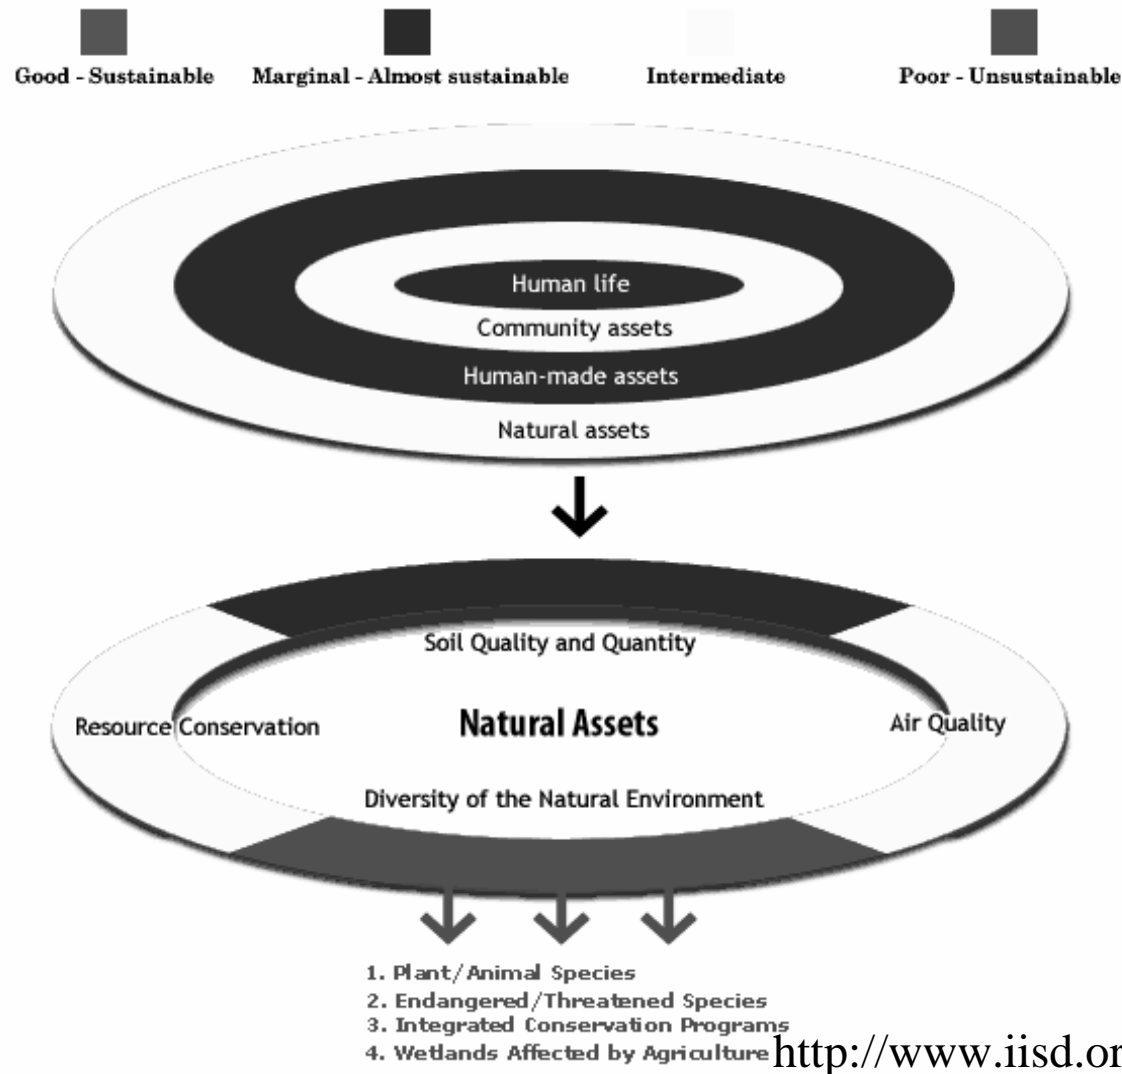 Good - Sustainable
Marginal - Almost sustainable
Intermediate
Poor - Unsustainable
Human life
Community assets
Human-made assets
Natural assets
Soil Quality and Quantity
Resource Conservation
Natural Assets
Air Quality
Diversity of the Natural Environment
1. Plant/Animal Species
2. Endangered/Threatened Species
3. Integrated Conservation Programs
4. Wetlands Affected by Agriculture
http://www.iisd.or